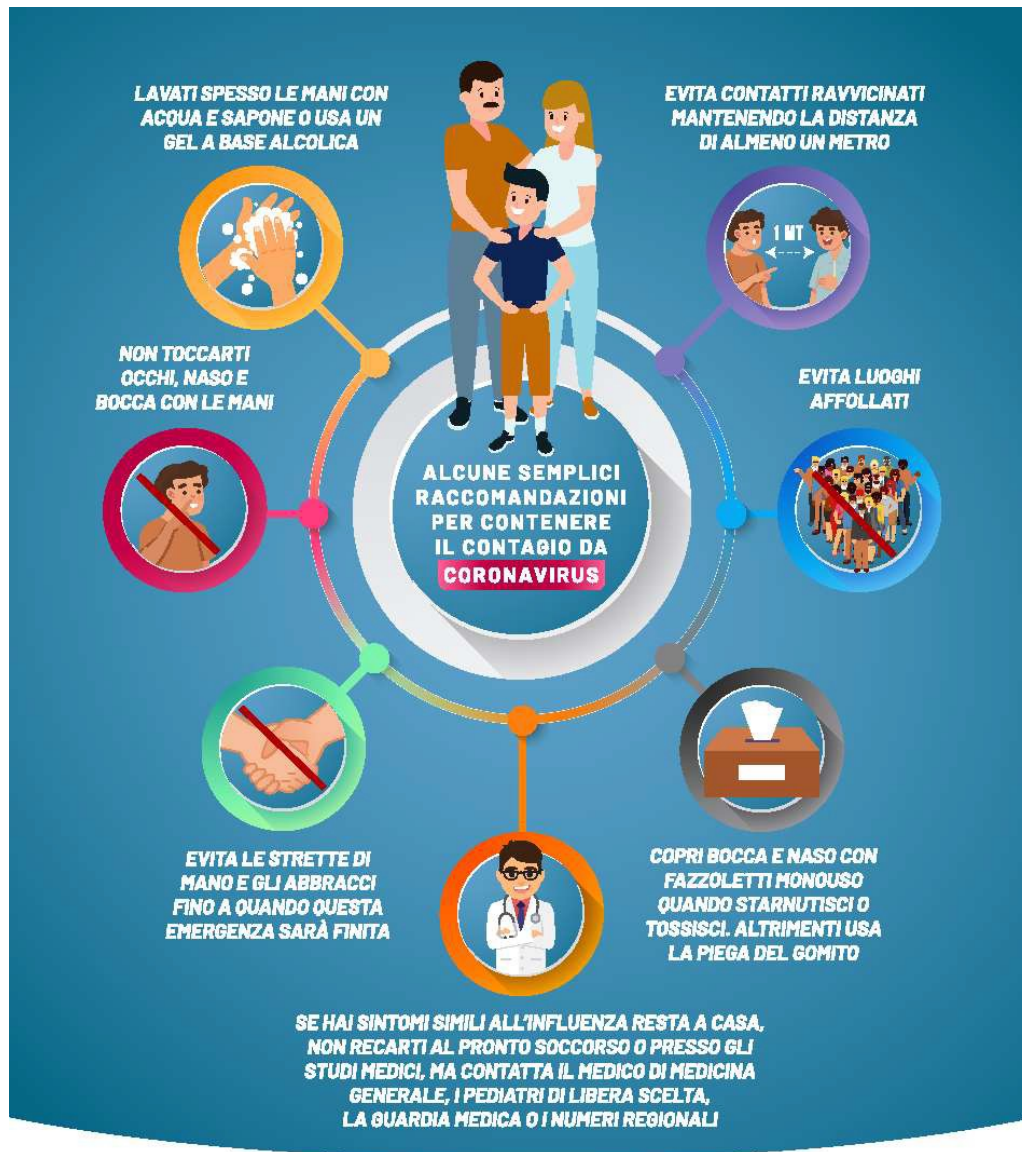 LAVATI SPESSO LE MANI CON
ACQUA E SAPONE O USA UN
GEL A BASE ALCOLICA
EVITA CONTATTI RAVVICINATI
MANTENENDO LA DISTANZA
DI ALMENO UN METRO
1 MT
NON TOCCARTI
OCCHI, NASO E
BOCCA CON LE MANI
EVITA LUOGHI
AFFOLLATI
ALCUNE SEMPLICI
RACCOMANDAZIONI
PER CONTENERE
IL CONTAGIO DA
CORONAVIRUS
EVITA LE STRETTE DI
MANO E GLI ABBRACCI
FINO A QUANDO QUESTA
EMERGENZA SARÀ FINITA
COPRI BOCCA E NASO CON
FAZZOLETTI MONOUSO
QUANDO STARNUTISCI O
TOSSISCI. ALTRIMENTI USA
LA PIEGA DEL GOMITO
SE HAI SINTOMI SIMILI ALL'INFLUENZA RESTA A CASA,
NON RECARTI AL PRONTO SOCCORSO O PRESSO GLI
STUDI MEDICI, MA CONTATTA IL MEDICO DI MEDICINA
GENERALE, I PEDIATRI DI LIBERA SCELTA,
LA GUARDIA MEDICA O I NUMERI REGIONALI